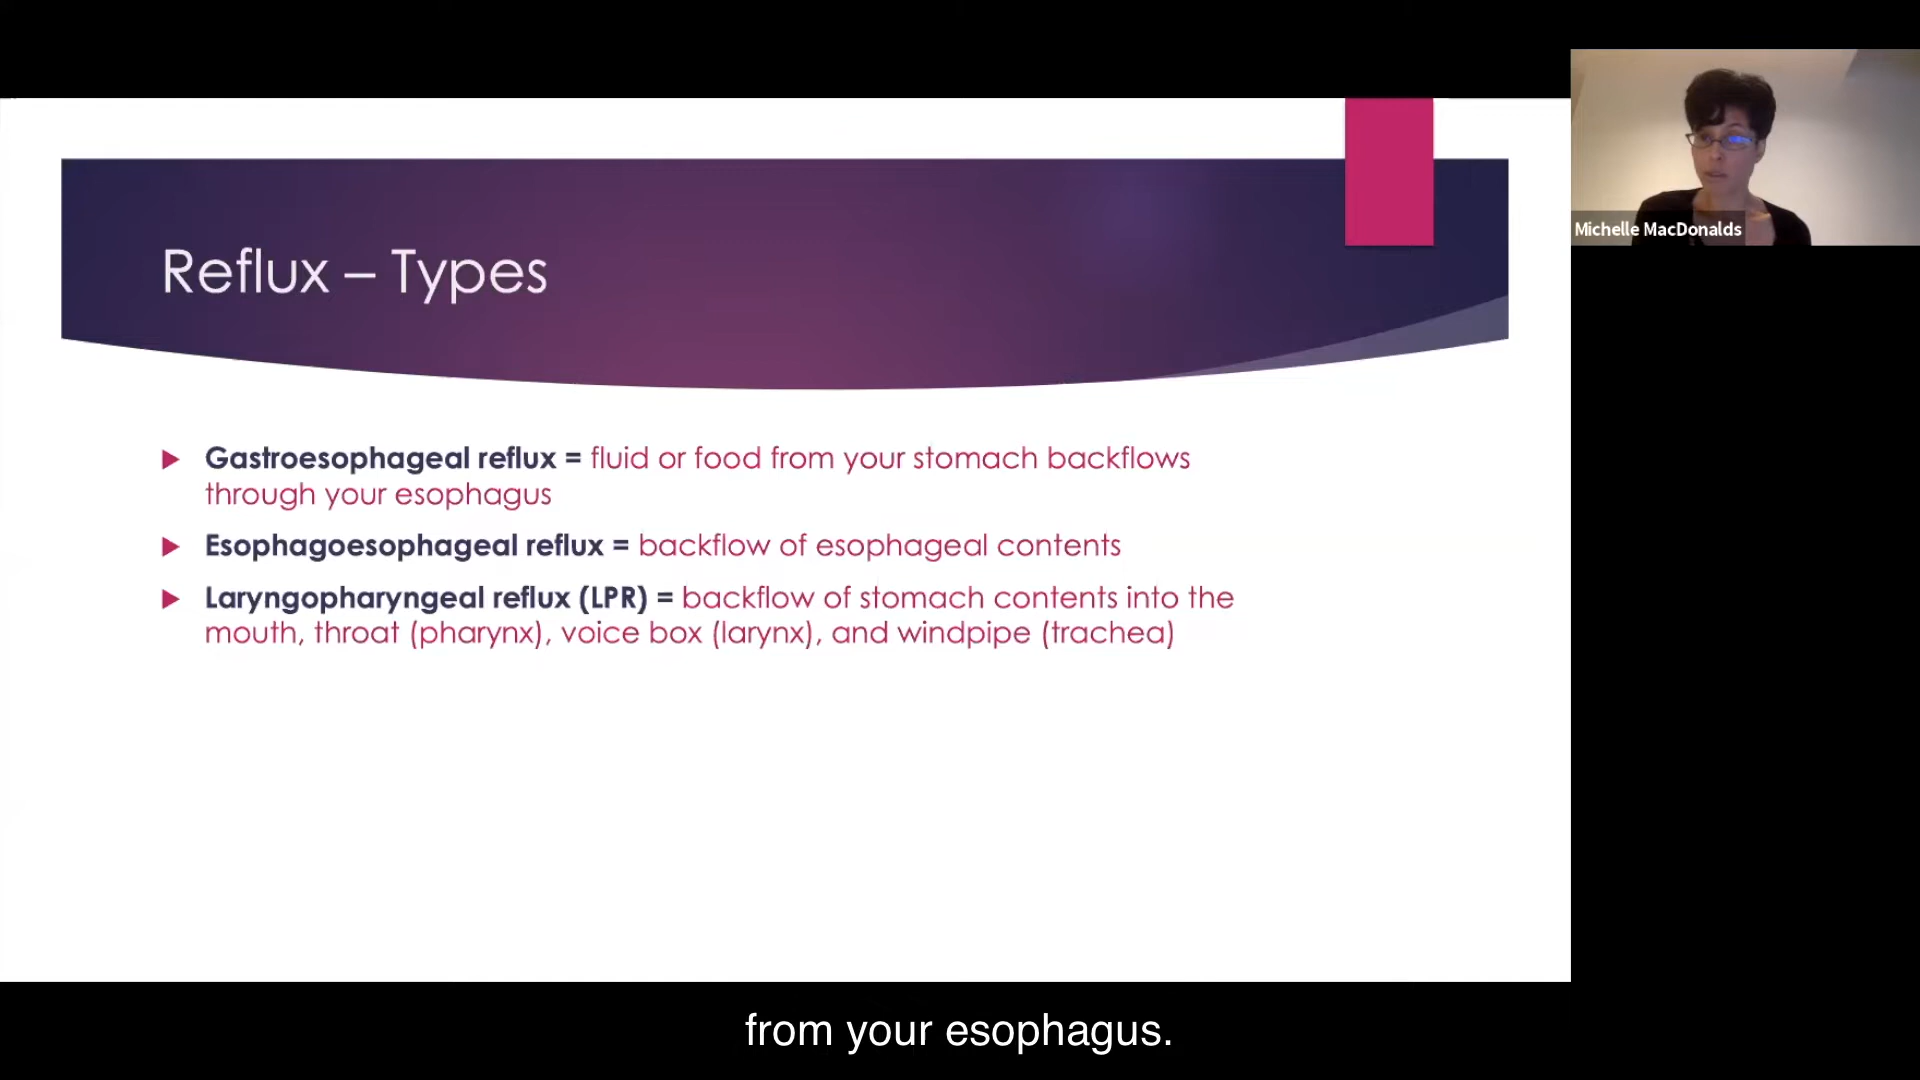 Michelle MacDonalds
Reflux – Types
Gastroesophageal reflux = fluid or food from your stomach backflows
through your esophagus
Esophagoesophageal reflux = backflow of esophageal contents
Laryngopharyngeal reflux (LPR) = backflow of stomach contents into the
mouth, throat (pharynx), voice box (larynx), and windpipe (trachea)
from your esophagus.